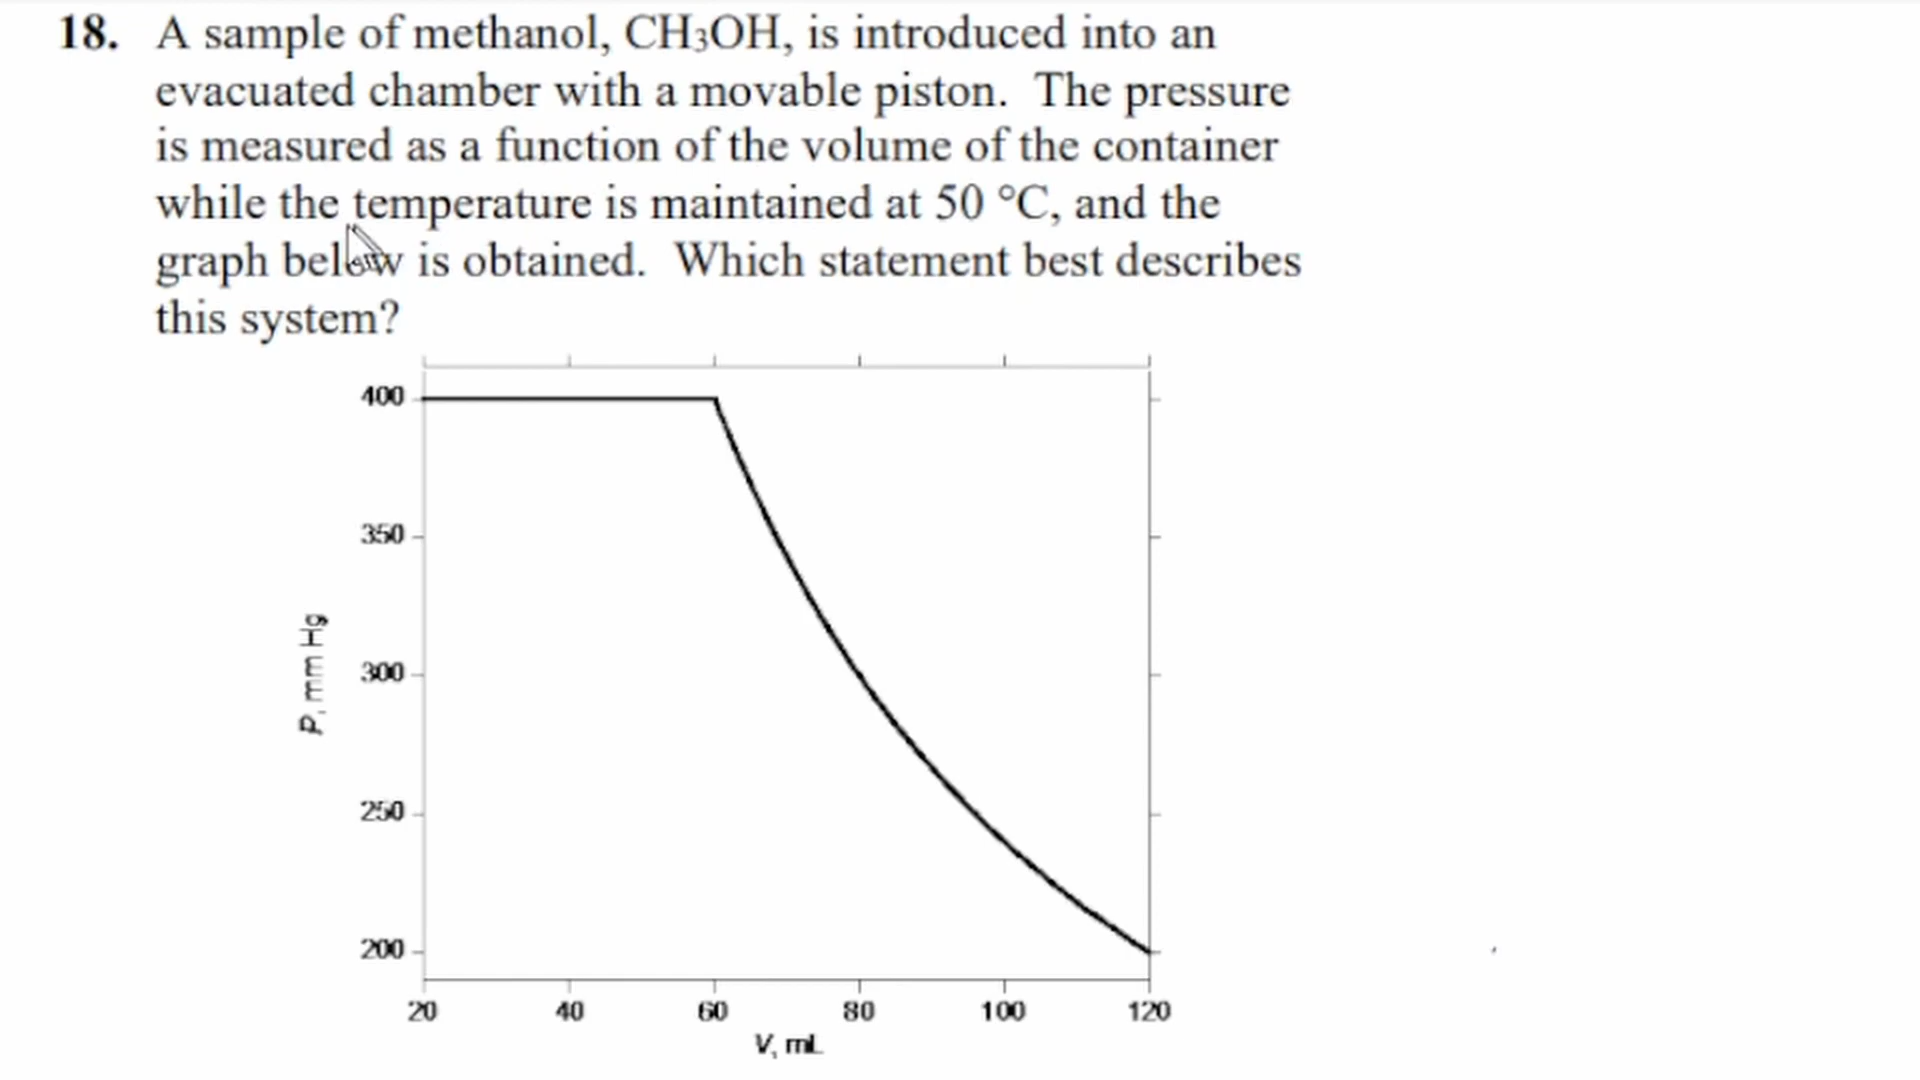 18. A sample of methanol, CH3OH, is introduced into an
evacuated chamber with a movable piston. The pressure
is measured as a function of the volume of the container
while the temperature is maintained at 50 °C, and the
graph below is obtained. Which statement best describes
this system?
400
350
300
250
200
P, mm Hg
20 40 60 80 100 120
V, mL